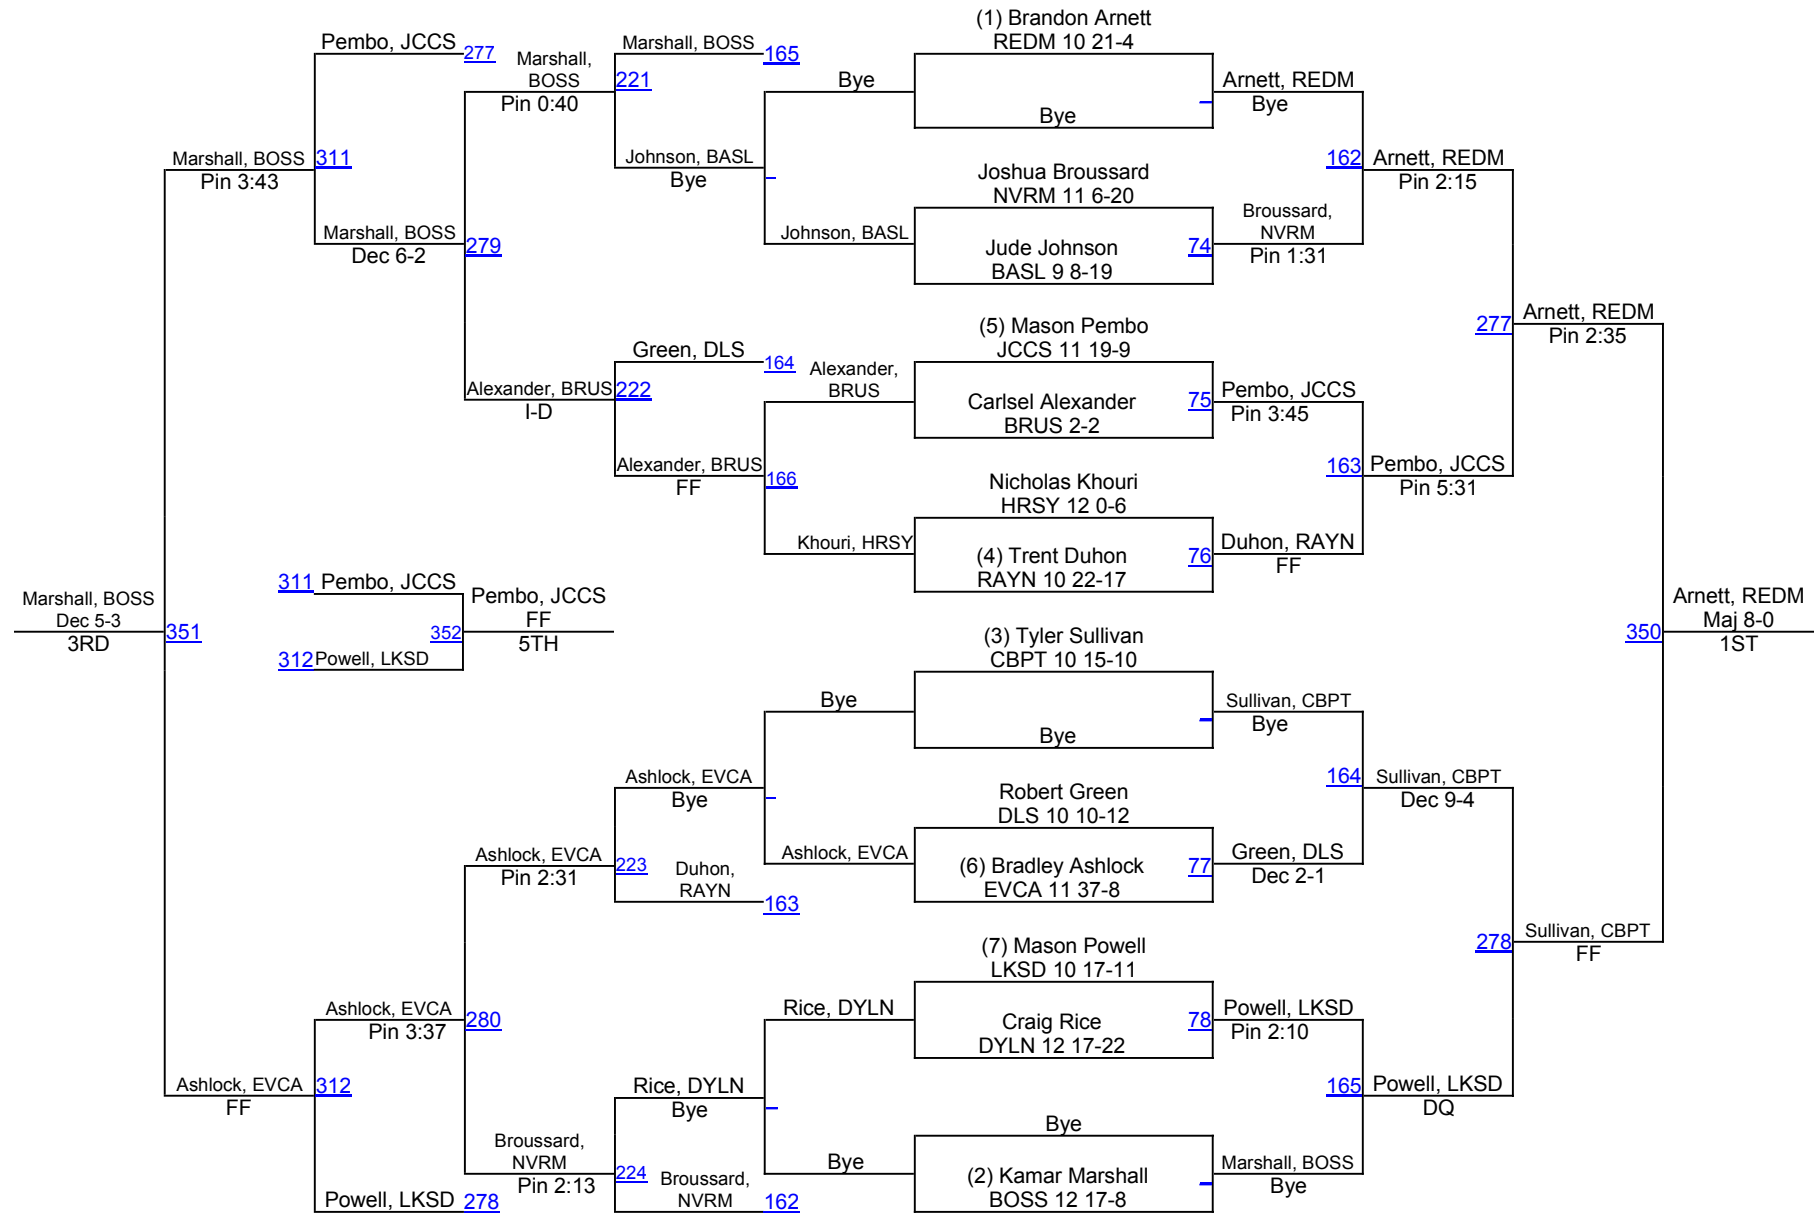 (1) Brandon Arnett
REDM 10 21-4
Bye
Joshua Broussard
NVRM 11 6-20
Jude Johnson
BASL 9 8-19
74
(5) Mason Pembo
JCCS 11 19-9
Carlsel Alexander
BRUS 2-2
75
Nicholas Khouri
HRSY 12 0-6
(4) Trent Duhon
RAYN 10 22-17
76
(3) Tyler Sullivan
CBPT 10 15-10
Bye
Robert Green
DLS 10 10-12
(6) Bradley Ashlock
EVCA 11 37-8
77
(7) Mason Powell
LKSD 10 17-11
Craig Rice
DYLN 12 17-22
78
Bye
(2) Kamar Marshall
BOSS 12 17-8
Arnett, REDM
Bye
162
Broussard,
NVRM
Pin 1:31
Pembo, JCCS
Pin 3:45
163
Duhon, RAYN
FF
Sullivan, CBPT
Bye
164
Green, DLS
Dec 2-1
Powell, LKSD
Pin 2:10
165
Marshall, BOSS
Bye
Arnett, REDM
Pin 2:15
277
Pembo, JCCS
Pin 5:31
Sullivan, CBPT
Dec 9-4
278
Powell, LKSD
DQ
Arnett, REDM
Pin 2:35
350
Sullivan, CBPT
FF
Arnett, REDM
Maj 8-0
1ST
Bye
Johnson, BASL
Alexander,
BRUS
Khouri, HRSY
166
Bye
Ashlock, EVCA
Rice, DYLN
Bye
Marshall, BOSS
165
221
Johnson, BASL
Bye
Green, DLS
164
222
Alexander, BRUS
FF
Ashlock, EVCA
Bye
223
Duhon,
RAYN
163
Rice, DYLN
Bye
224
Broussard,
NVRM
162
Marshall,
BOSS
Pin 0:40
279
Alexander, BRUS
I-D
Ashlock, EVCA
Pin 2:31
280
Broussard,
NVRM
Pin 2:13
Pembo, JCCS
277
311
Marshall, BOSS
Dec 6-2
Ashlock, EVCA
Pin 3:37
312
Powell, LKSD
278
Marshall, BOSS
Pin 3:43
351
Ashlock, EVCA
FF
Marshall, BOSS
Dec 5-3
3RD
311 Pembo, JCCS
352
312 Powell, LKSD
Pembo, JCCS
FF
5TH